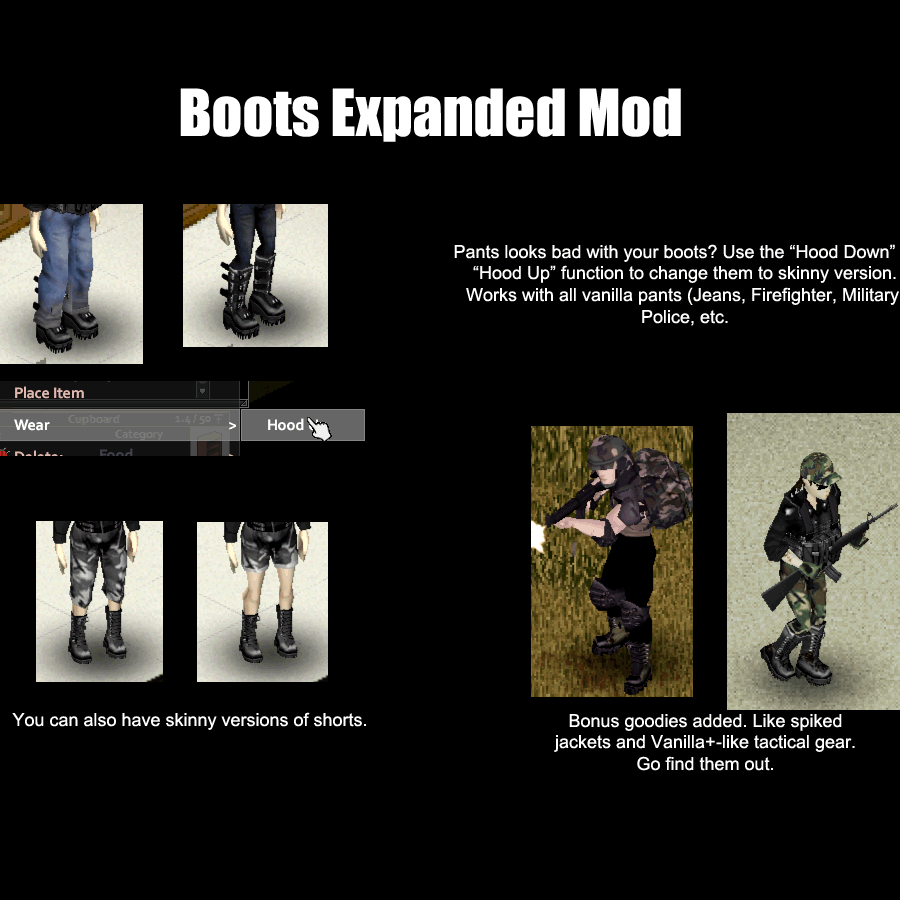 Boots Expanded Mod
Pants looks bad with your boots? Use the “Hood Down”
“Hood Up” function to change them to skinny version.
Works with all vanilla pants (Jeans, Firefighter, Military
Police, etc.
Place Item
Cupboard 1.4 / 50
Wear > Hood
Category
Food
You can also have skinny versions of shorts.
Bonus goodies added. Like spiked
jackets and Vanilla+-like tactical gear.
Go find them out.